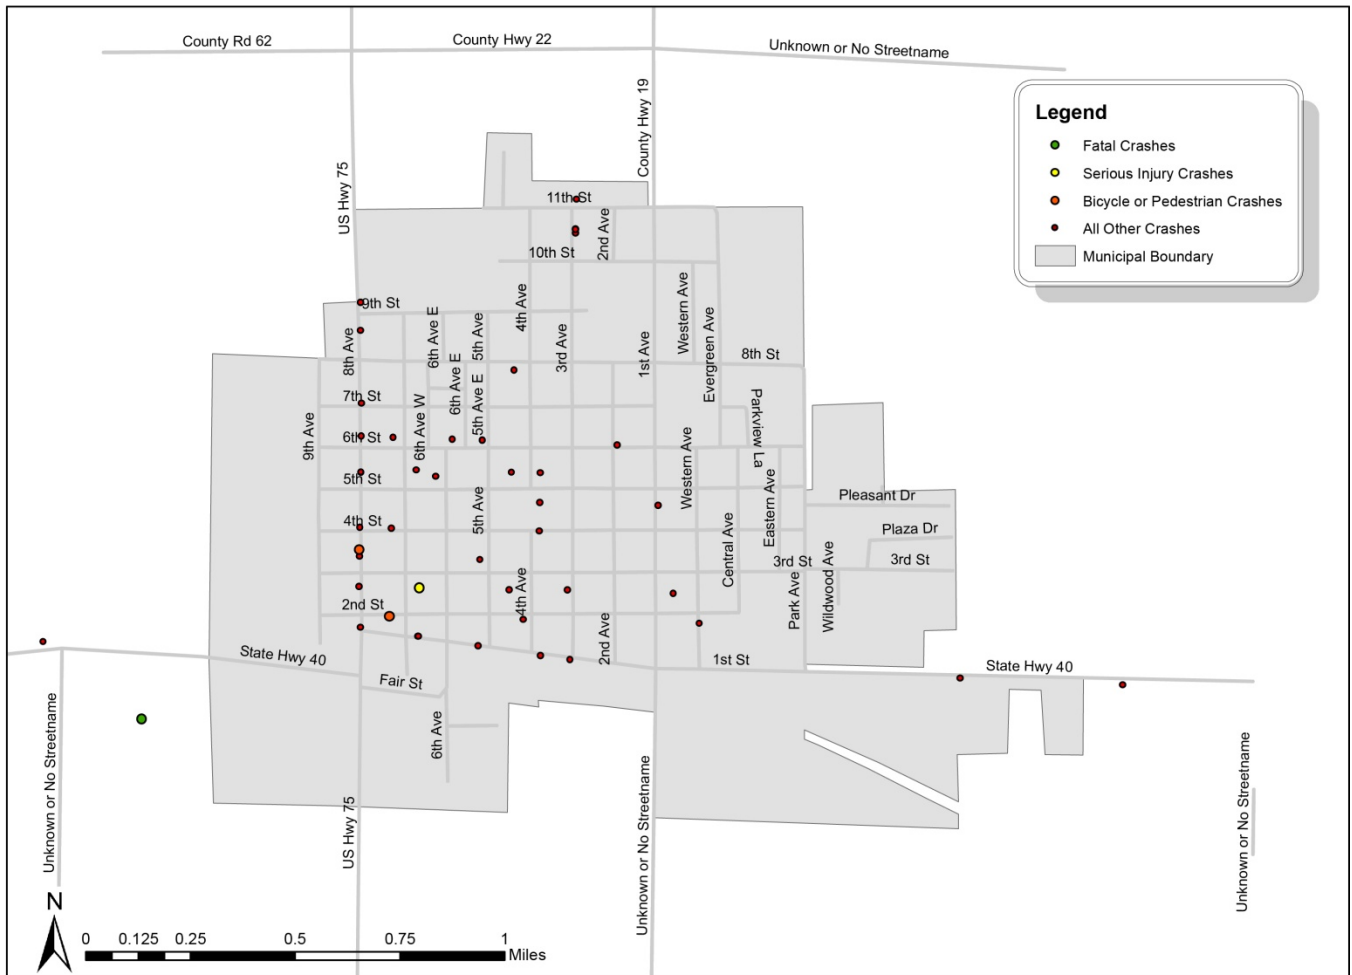 County Rd 62
County Hwy 22
Unknown or No Streetname
US Hwy 75
County Hwy 19
Legend
Fatal Crashes
Serious Injury Crashes
Bicycle or Pedestrian Crashes
All Other Crashes
Municipal Boundary
11th St
2nd Ave
10th St
9th St
8th Ave
6th Ave E
5th Ave
4th Ave
3rd Ave
1st Ave
Western Ave
Evergreen Ave
8th St
7th St
6th Ave E
5th Ave E
Parkview La
9th Ave
6th St
6th Ave W
Western Ave
5th St
5th Ave
Eastern Ave
Pleasant Dr
4th St
Central Ave
Plaza Dr
3rd St
3rd St
2nd St
4th Ave
2nd Ave
Park Ave
Wildwood Ave
State Hwy 40
1st St
State Hwy 40
Fair St
6th Ave
Unknown or No Streetname
US Hwy 75
Unknown or No Streetname
Unknown or No Streetname
N
0 0.125 0.25 0.5 0.75 1
Miles